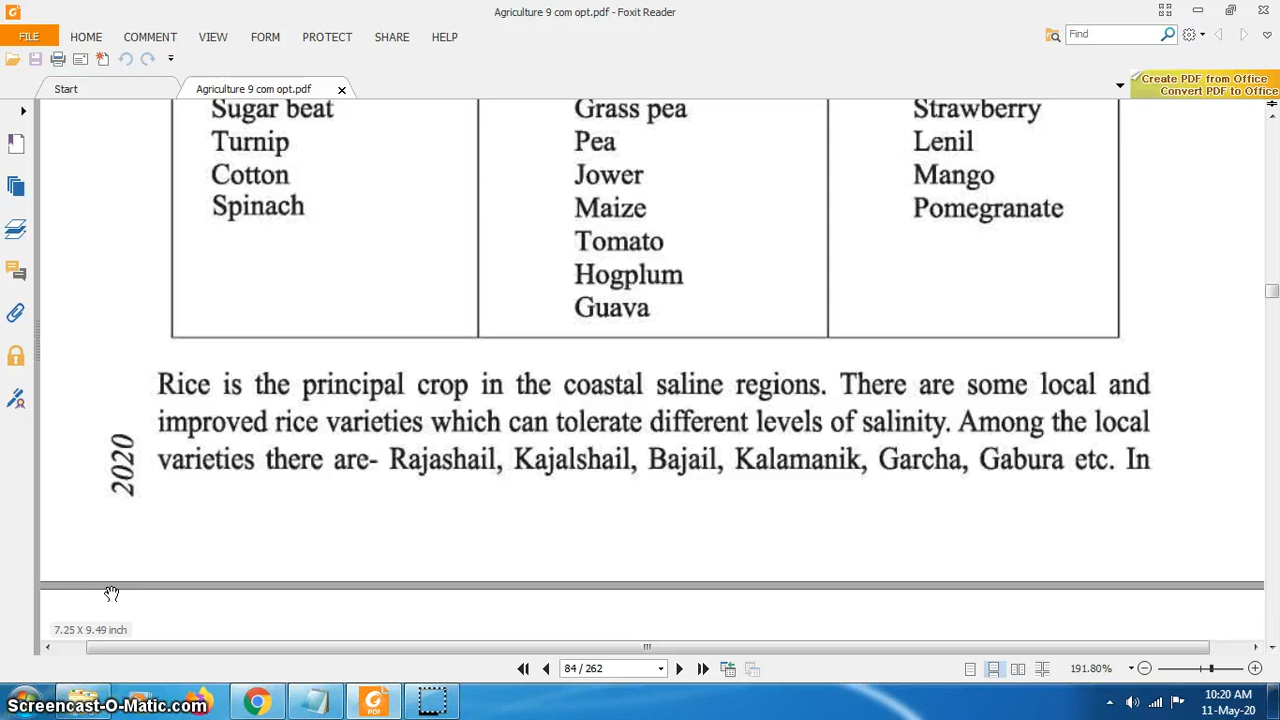 Agriculture 9 com opt.pdf - Foxit Reader
FILE HOME COMMENT VIEW FORM PROTECT SHARE HELP Find
Start Agriculture 9 com opt.pdf
Create PDF from Office
Convert PDF to Office
Sugar beat Grass pea Strawberry
Turnip Pea Lenil
Cotton Jower Mango
Spinach Maize Pomegranate
Tomato
Hogplum
Guava
Rice is the principal crop in the coastal saline regions. There are some local and
improved rice varieties which can tolerate different levels of salinity. Among the local
varieties there are- Rajashail, Kajalshail, Bajail, Kalamanik, Garcha, Gabura etc. In
2020
7.25 X 9.49 inch
84 / 262 191.80%
10:20 AM
Screencast-O-Matic.com 11-May-20